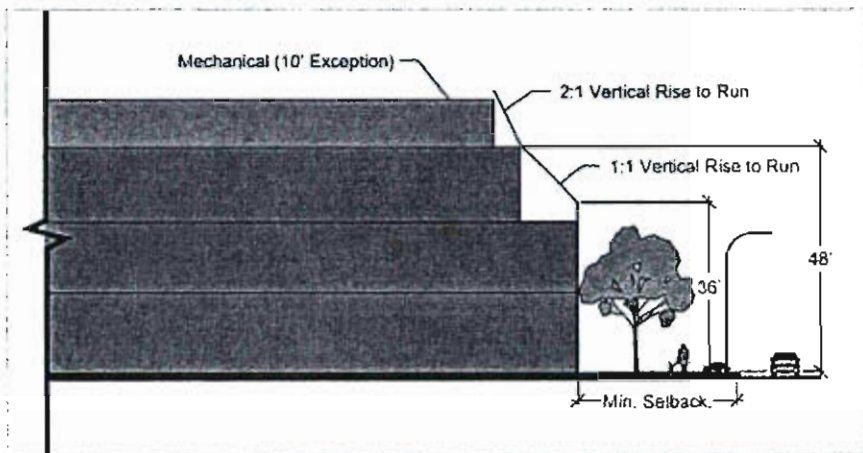 Mechanical (10' Exception)
2:1 Vertical Rise to Run
1:1 Vertical Rise to Run
48'
36'
Min. Setback.